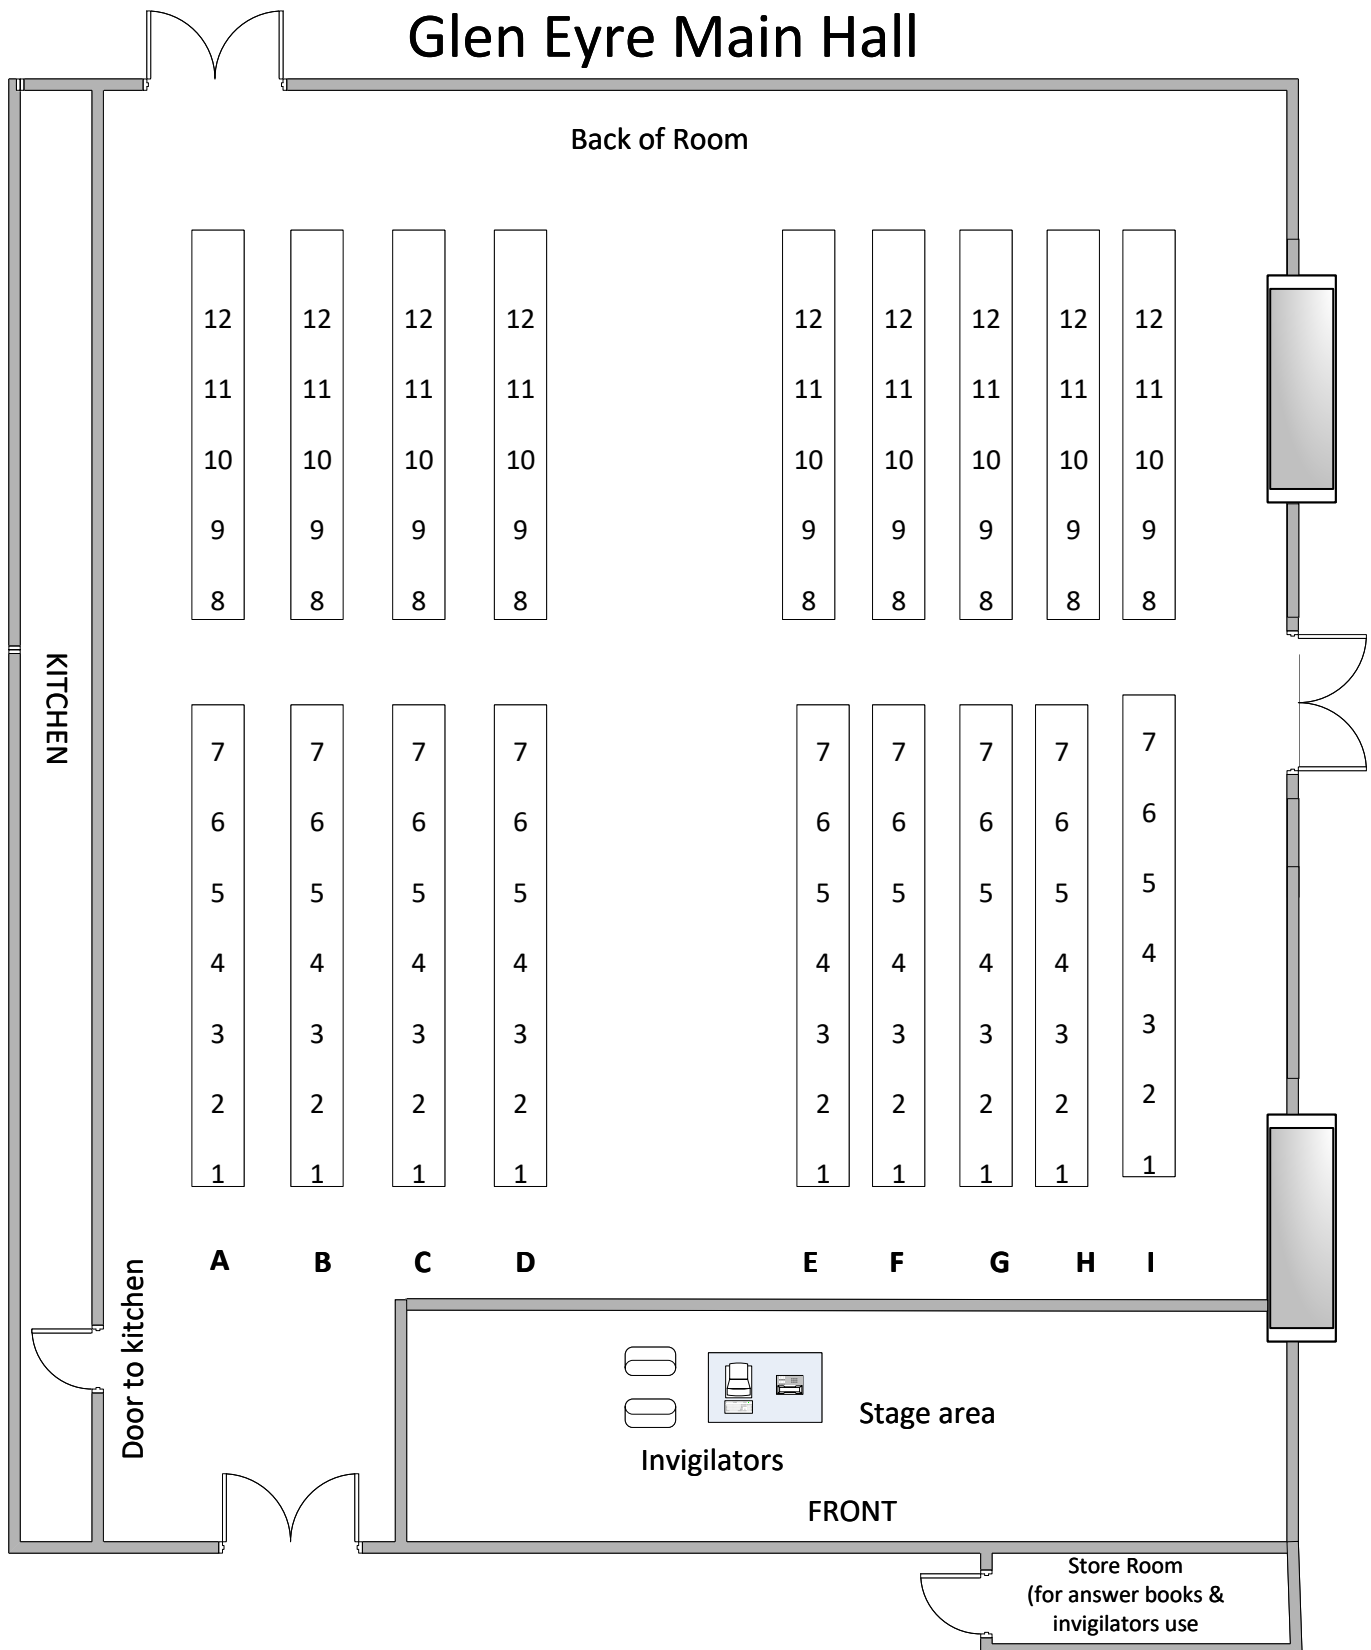 Glen Eyre Main Hall
Back of Room
12 12 12 12 12 12 12 12 12
11 11 11 11 11 11 11 11 11
10 10 10 10 10 10 10 10 10
9 9 9 9 9 9 9 9 9
8 8 8 8 8 8 8 8 8
KITCHEN
7 7 7 7 7 7 7 7 7
6 6 6 6 6 6 6 6 6
5 5 5 5 5 5 5 5 5
4 4 4 4 4 4 4 4 4
3 3 3 3 3 3 3 3 3
2 2 2 2 2 2 2 2 2
1 1 1 1 1 1 1 1 1
A B C D E F G H I
Door to kitchen
Stage area
Invigilators
FRONT
Store Room
(for answer books &
invigilators use